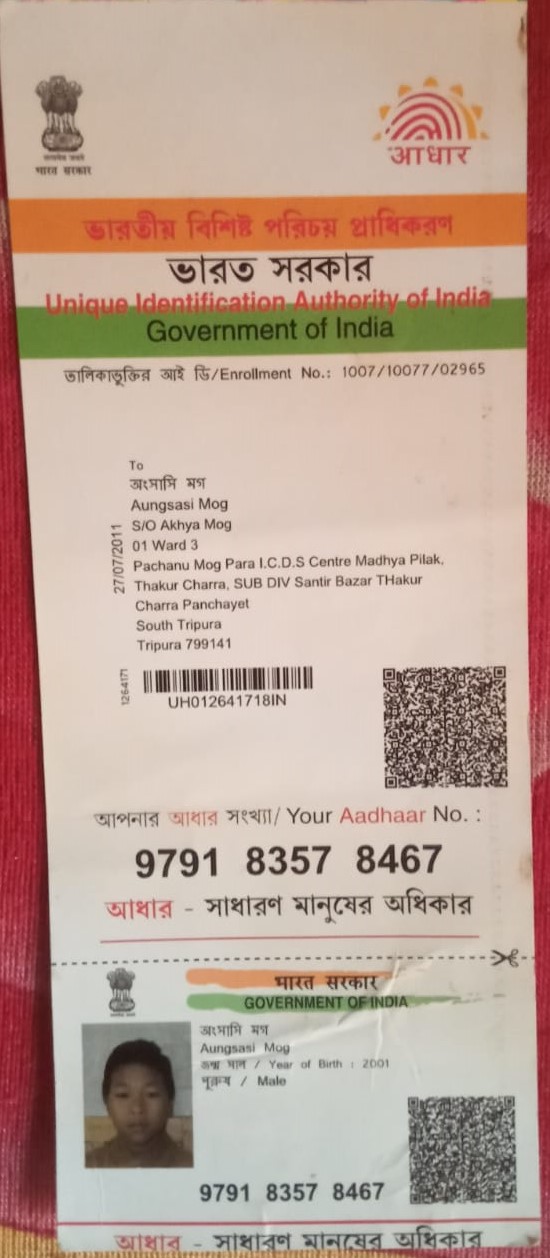 भारत सरकार
आधार
ভারতীয় বিশিষ্ট পরিচয় প্রাধিকরণ
ভারত সরকার
Unique Identification Authority of India
Government of India
তালিকাভুক্তির আই ডি/Enrollment No.: 1007/10077/02965
To
অংসাসি মগ
Aungsasi Mog
S/O Akhya Mog
01 Ward 3
Pachanu Mog Para I.C.D.S Centre Madhya Pilak,
Thakur Charra, SUB DIV Santir Bazar THakur
Charra Panchayet
South Tripura
Tripura 799141
27/07/2011
1264171
UH012641718IN
আপনার আধার সংখ্যা/ Your Aadhaar No. :
9791 8357 8467
আধার - সাধারণ মানুষের অধিকার
भारत सरकार
GOVERNMENT OF INDIA
অংসাসি মগ
Aungsasi Mog
জন্ম সাল / Year of Birth : 2001
পুরুষ / Male
9791 8357 8467
আধার - সাধারণ মানুষের অধিকার